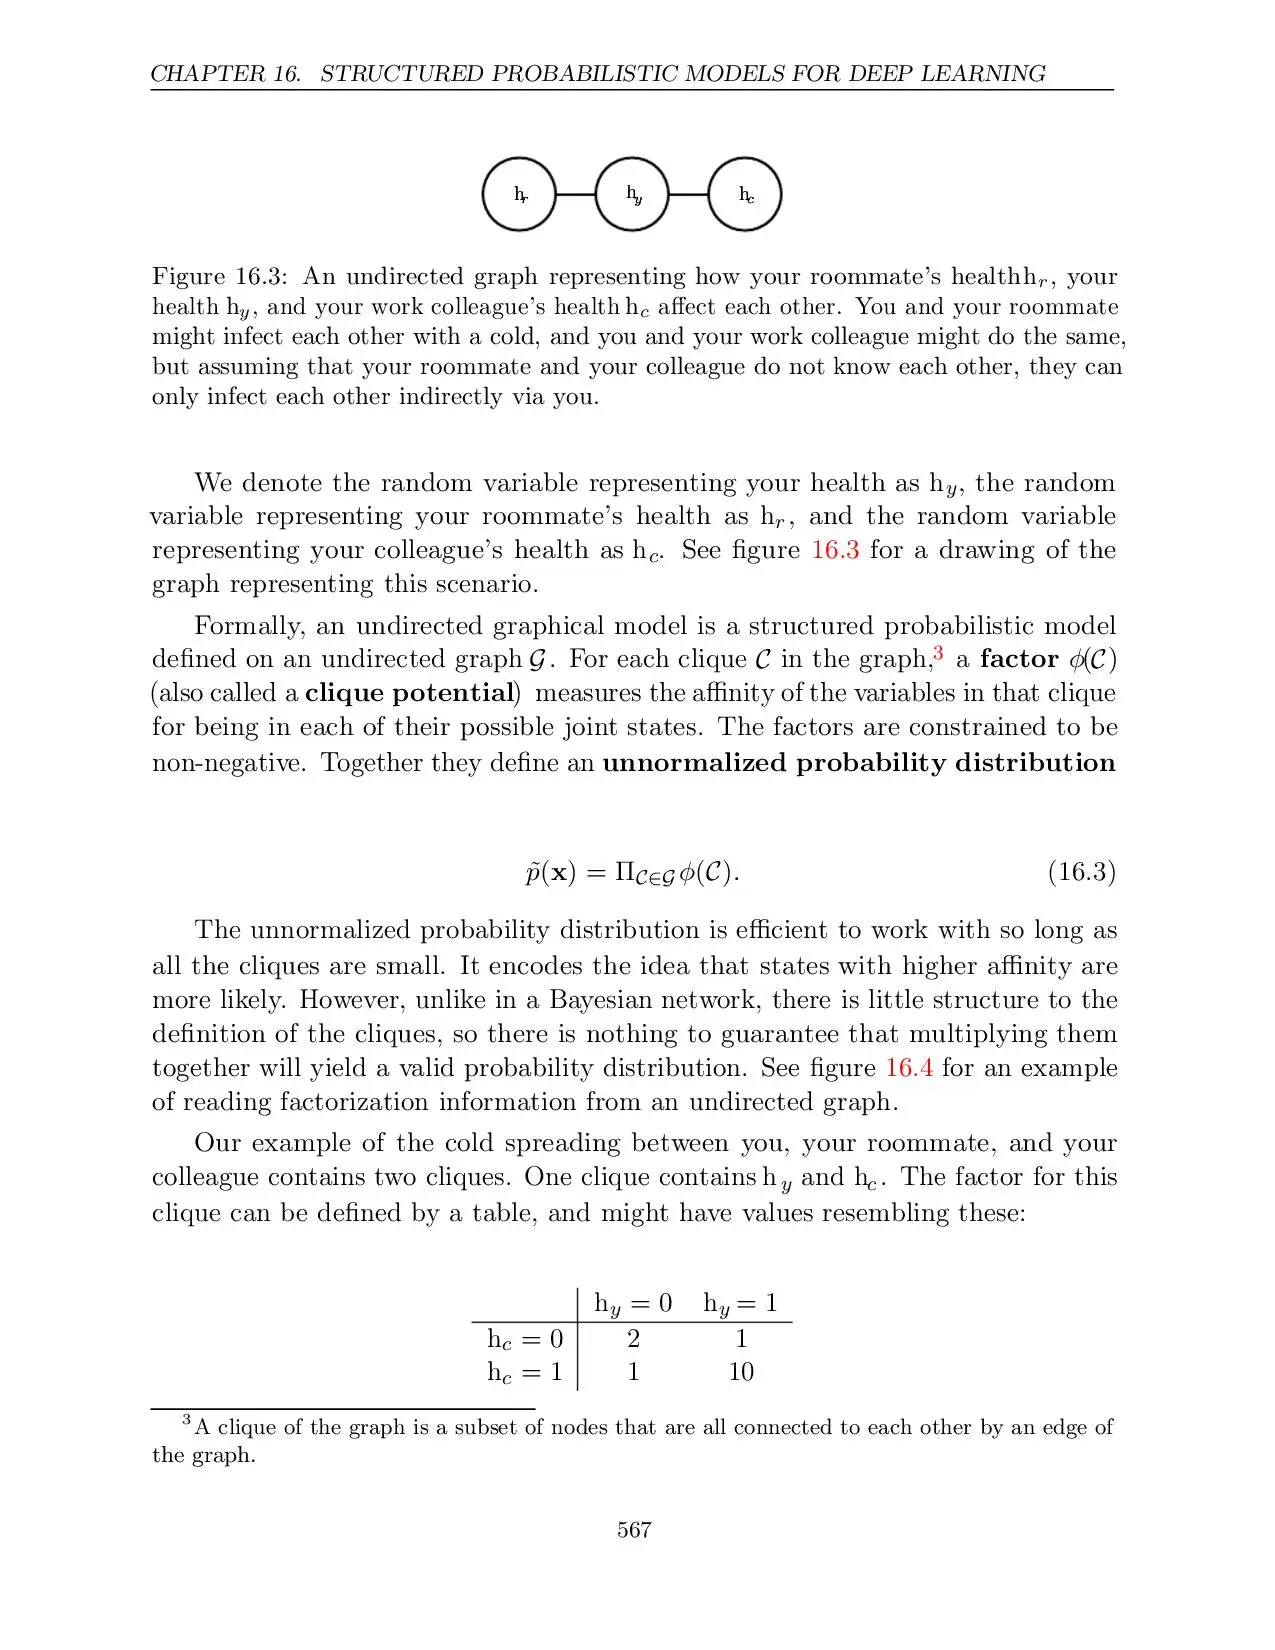 CHAPTER 16. STRUCTURED PROBABILISTIC MODELS FOR DEEP LEARNING
h_r h_y h_c
Figure 16.3: An undirected graph representing how your roommate's health h_r, your
health h_y, and your work colleague's health h_c affect each other. You and your roommate
might infect each other with a cold, and you and your work colleague might do the same,
but assuming that your roommate and your colleague do not know each other, they can
only infect each other indirectly via you.
We denote the random variable representing your health as h_y, the random
variable representing your roommate's health as h_r, and the random variable
representing your colleague's health as h_c. See figure 16.3 for a drawing of the
graph representing this scenario.
Formally, an undirected graphical model is a structured probabilistic model
defined on an undirected graph 𝒢. For each clique 𝒞 in the graph,³ a factor ϕ(𝒞)
(also called a clique potential) measures the affinity of the variables in that clique
for being in each of their possible joint states. The factors are constrained to be
non-negative. Together they define an unnormalized probability distribution
p̃(x) = Π_{𝒞∈𝒢} ϕ(𝒞). (16.3)
The unnormalized probability distribution is efficient to work with so long as
all the cliques are small. It encodes the idea that states with higher affinity are
more likely. However, unlike in a Bayesian network, there is little structure to the
definition of the cliques, so there is nothing to guarantee that multiplying them
together will yield a valid probability distribution. See figure 16.4 for an example
of reading factorization information from an undirected graph.
Our example of the cold spreading between you, your roommate, and your
colleague contains two cliques. One clique contains h_y and h_c. The factor for this
clique can be defined by a table, and might have values resembling these:
h_y = 0 h_y = 1
h_c = 0 2 1
h_c = 1 1 10
³A clique of the graph is a subset of nodes that are all connected to each other by an edge of
the graph.
567